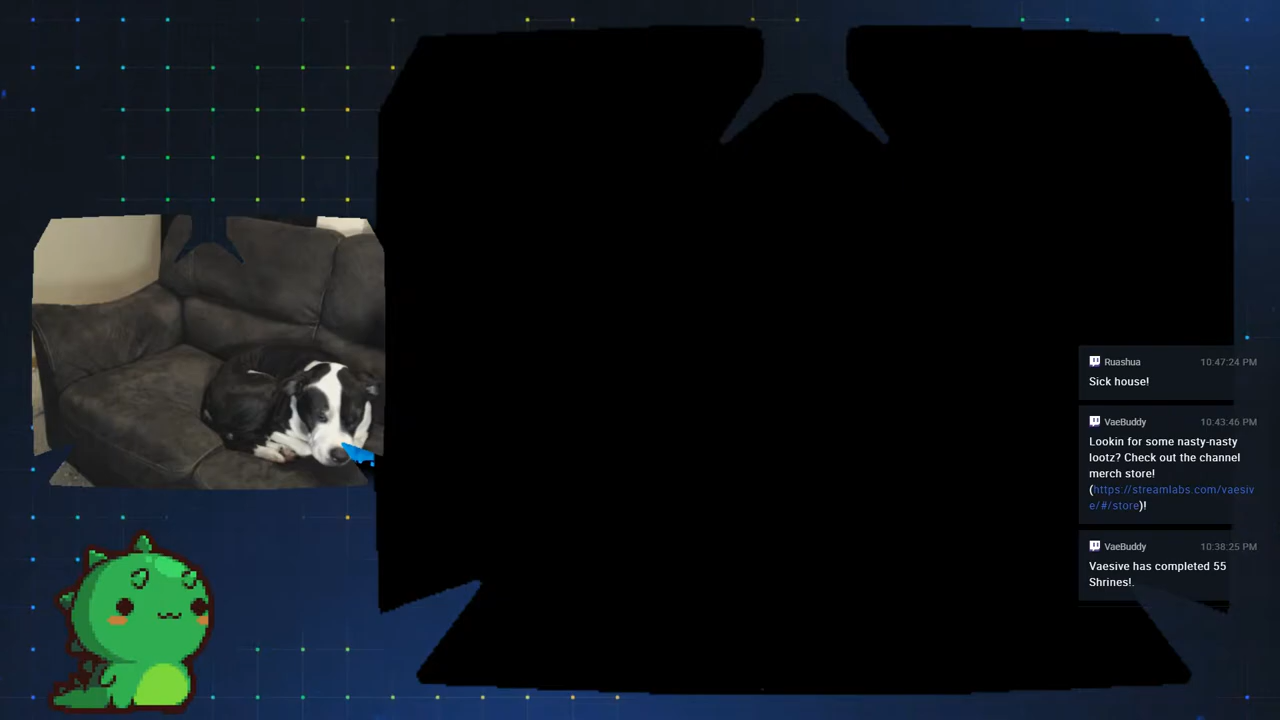 Ruashua 10:47:24 PM
Sick house!
VaeBuddy 10:43:46 PM
Lookin for some nasty-nasty
lootz? Check out the channel
merch store!
(https://streamlabs.com/vaesiv
e/#/store)!
VaeBuddy 10:38:25 PM
Vaesive has completed 55
Shrines!.